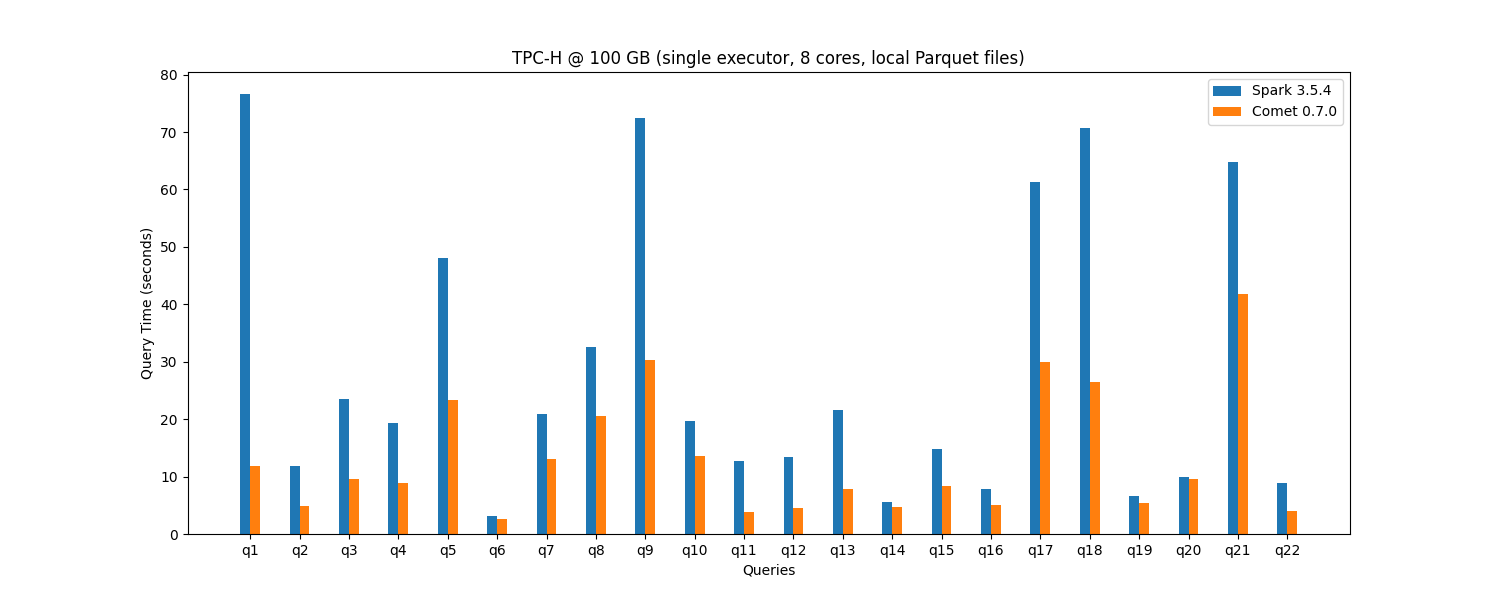 TPC-H @ 100 GB (single executor, 8 cores, local Parquet files)
Spark 3.5.4
Comet 0.7.0
Query Time (seconds)
80
70
60
50
40
30
20
10
0
q1 q2 q3 q4 q5 q6 q7 q8 q9 q10 q11 q12 q13 q14 q15 q16 q17 q18 q19 q20 q21 q22
Queries